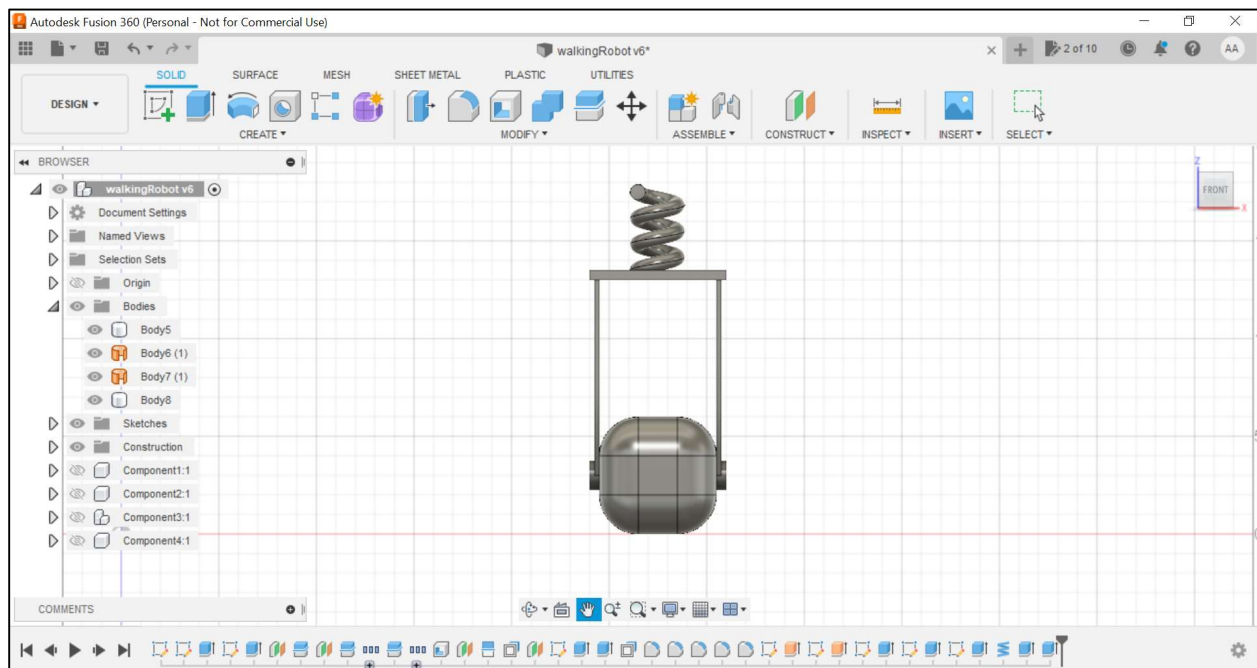 Autodesk Fusion 360 (Personal - Not for Commercial Use)
walkingRobot v6*
2 of 10
AA
DESIGN
SOLID SURFACE MESH SHEET METAL PLASTIC UTILITIES
CREATE MODIFY ASSEMBLE CONSTRUCT INSPECT INSERT SELECT
BROWSER
walkingRobot v6
Document Settings
Named Views
Selection Sets
Origin
Bodies
Body5
Body6 (1)
Body7 (1)
Body8
Sketches
Construction
Component1:1
Component2:1
Component3:1
Component4:1
Z
FRONT
X
COMMENTS